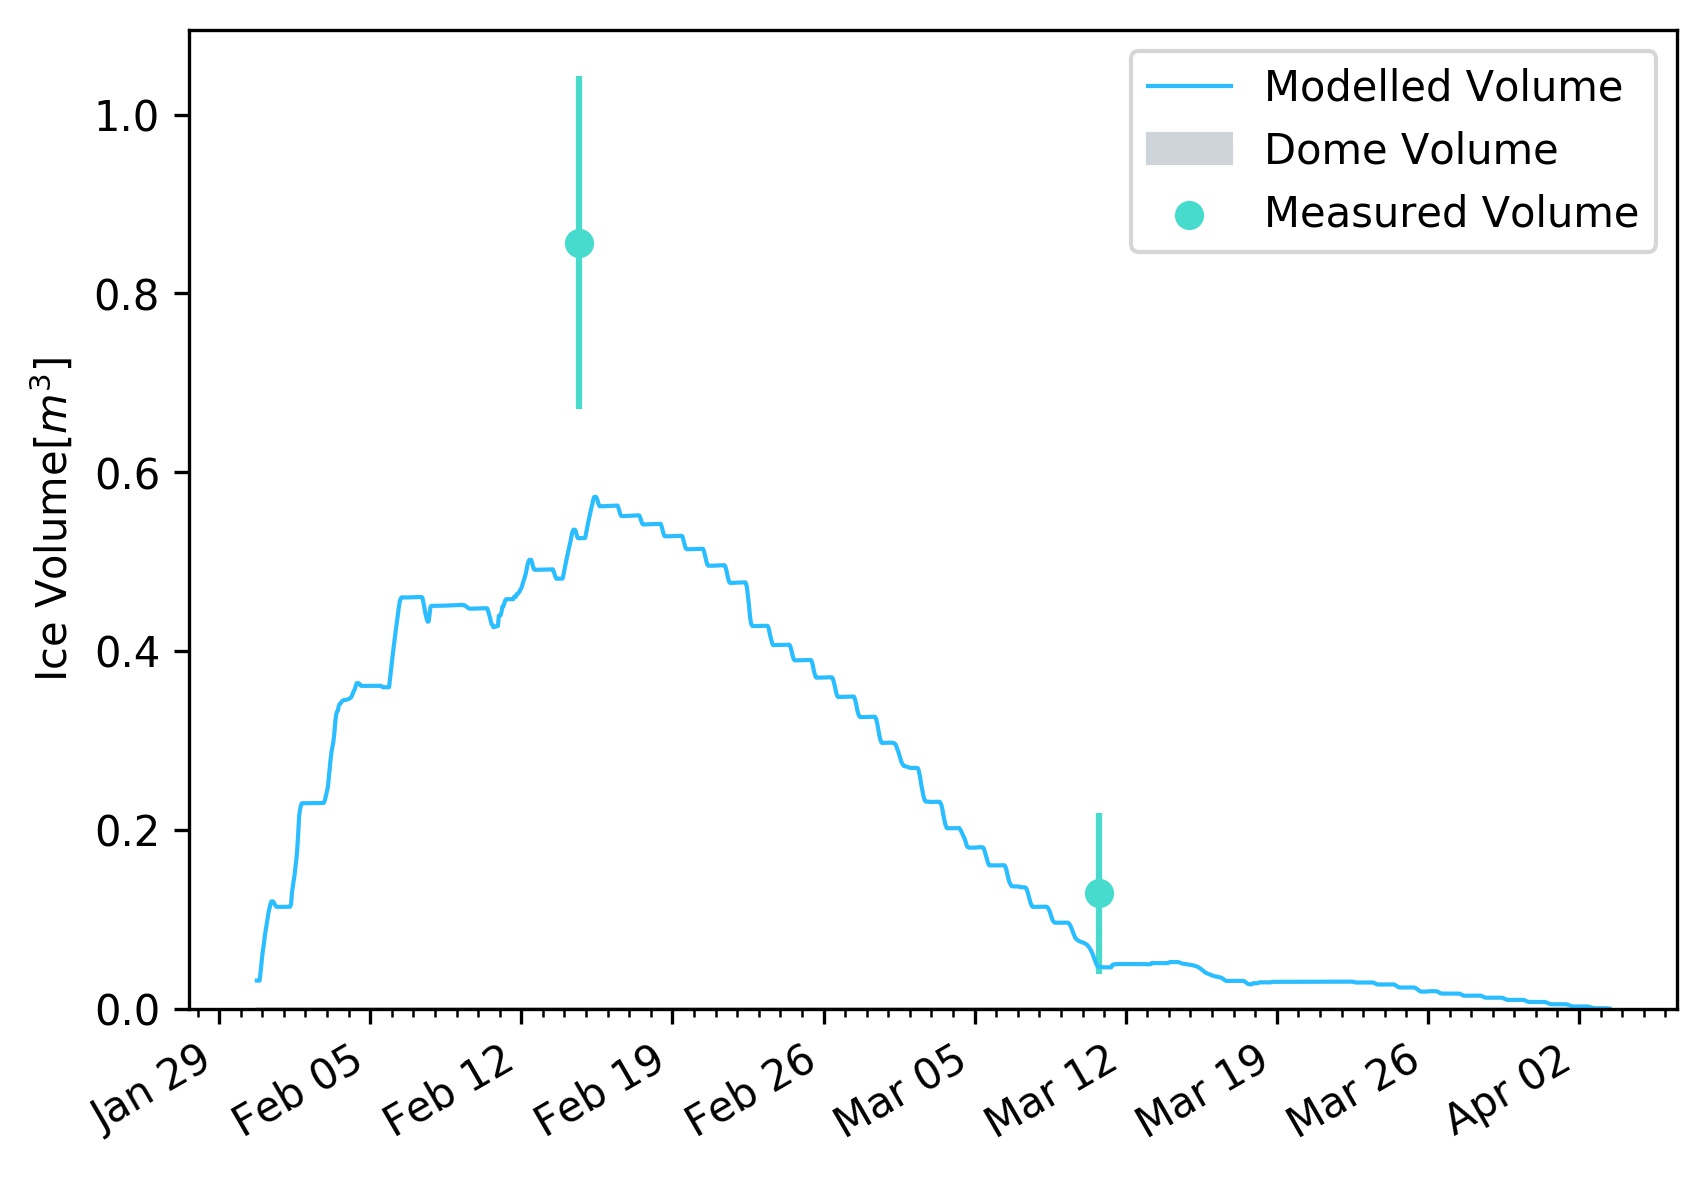 Modelled Volume
Dome Volume
Measured Volume
Ice Volume[m³]
1.0
0.8
0.6
0.4
0.2
0.0
Jan 29
Feb 05
Feb 12
Feb 19
Feb 26
Mar 05
Mar 12
Mar 19
Mar 26
Apr 02